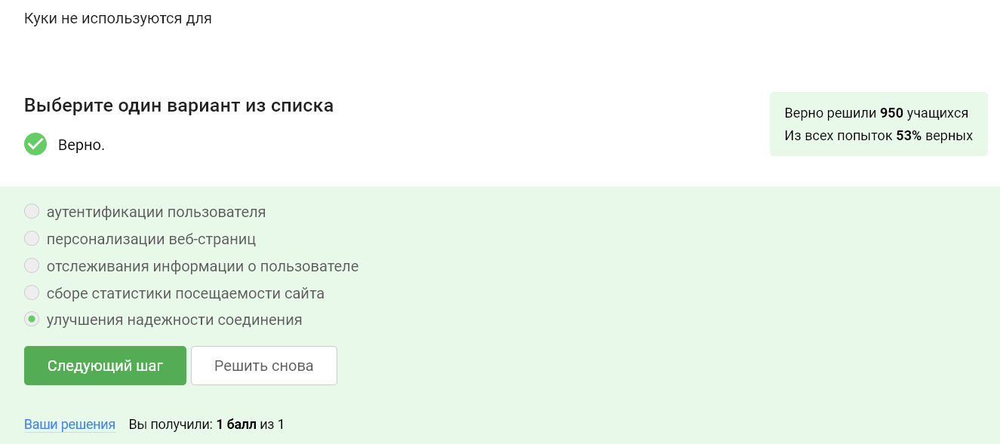 Куки не используются для
Выберите один вариант из списка
Верно решили 950 учащихся
Из всех попыток 53% верных
Верно.
аутентификации пользователя
персонализации веб-страниц
отслеживания информации о пользователе
сборе статистики посещаемости сайта
улучшения надежности соединения
Следующий шаг
Решить снова
Ваши решения Вы получили: 1 балл из 1